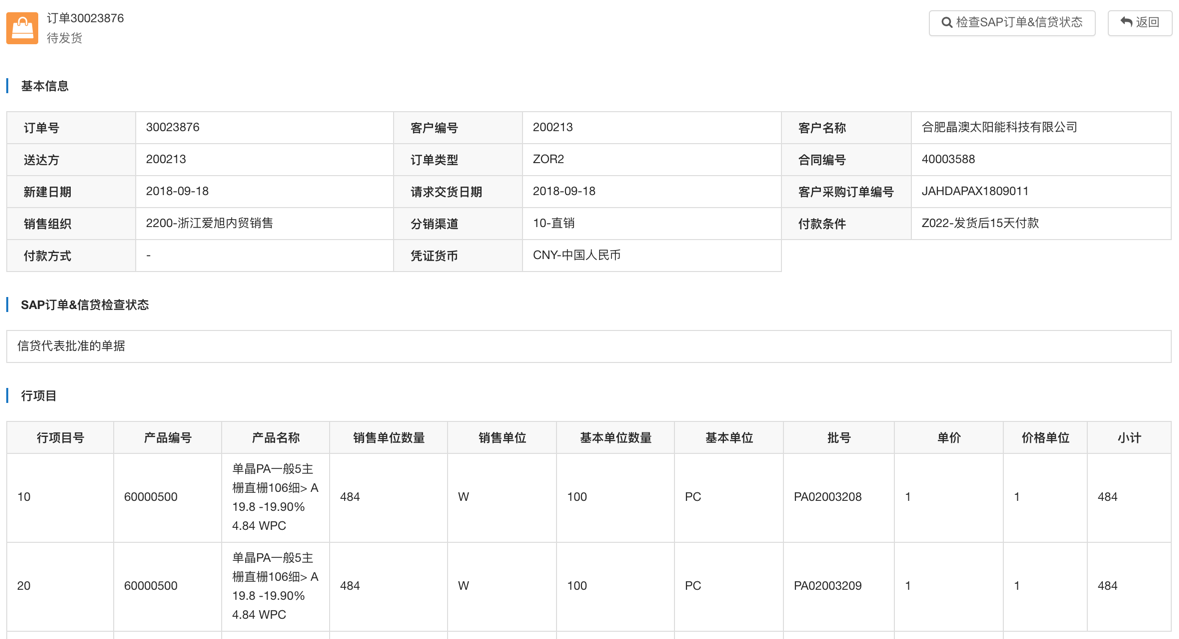 订单30023876
待发货
检查SAP订单&信贷状态
返回
基本信息
订单号 30023876 客户编号 200213 客户名称 合肥晶澳太阳能科技有限公司
送达方 200213 订单类型 ZOR2 合同编号 40003588
新建日期 2018-09-18 请求交货日期 2018-09-18 客户采购订单编号 JAHDAPAX1809011
销售组织 2200-浙江爱旭内贸销售 分销渠道 10-直销 付款条件 Z022-发货后15天付款
付款方式 - 凭证货币 CNY-中国人民币
SAP订单&信贷检查状态
信贷代表批准的单据
行项目
行项目号 产品编号 产品名称 销售单位数量 销售单位 基本单位数量 基本单位 批号 单价 价格单位 小计
10 60000500 单晶PA一般5主
栅直栅106细> A
19.8 -19.90%
4.84 WPC
484 W 100 PC PA02003208 1 1 484
20 60000500 单晶PA一般5主
栅直栅106细> A
19.8 -19.90%
4.84 WPC
484 W 100 PC PA02003209 1 1 484